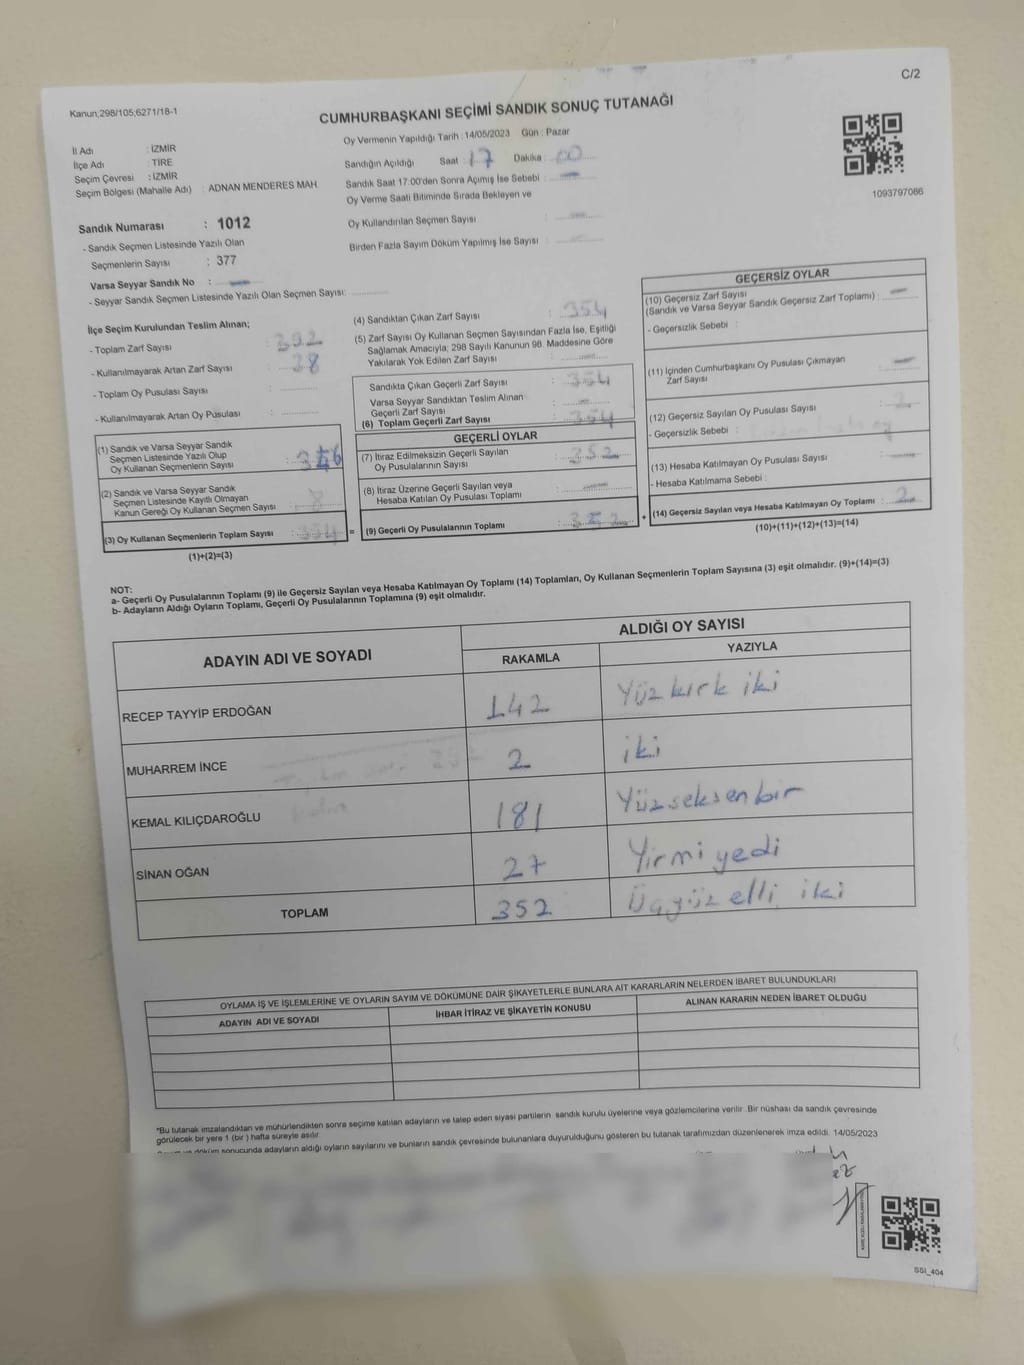 C/2
Kanun;298/105;6271/18-1
CUMHURBAŞKANI SEÇİMİ SANDIK SONUÇ TUTANAĞI
İl Adı : İZMİR
İlçe Adı : TİRE
Seçim Çevresi : İZMİR
Seçim Bölgesi (Mahalle Adı) : ADNAN MENDERES MAH.
Oy Vermenin Yapıldığı Tarih : 14/05/2023 Gün : Pazar
Sandığın Açıldığı Saat : 17 Dakika : 00
Sandık Saat 17:00'den Sonra Açımış İse Sebebi :
Oy Verme Saati Bitiminde Sırada Bekleyen ve
Oy Kullandırılan Seçmen Sayısı :
Birden Fazla Sayım Döküm Yapılmış İse Sayısı :
1093797086
Sandık Numarası : 1012
- Sandık Seçmen Listesinde Yazılı Olan
Seçmenlerin Sayısı : 377
Varsa Seyyar Sandık No :
- Seyyar Sandık Seçmen Listesinde Yazılı Olan Seçmen Sayısı:
İlçe Seçim Kurulundan Teslim Alınan;
- Toplam Zarf Sayısı : 392
- Kullanılmayarak Artan Zarf Sayısı : 38
- Toplam Oy Pusulası Sayısı :
- Kullanılmayarak Artan Oy Pusulası :
(1) Sandık ve Varsa Seyyar Sandık
Seçmen Listesinde Yazılı Olup
Oy Kullanan Seçmenlerin Sayısı :
(2) Sandık ve Varsa Seyyar Sandık
Seçmen Listesinde Kayıtlı Olmayan
Kanun Gereği Oy Kullanan Seçmen Sayısı : 8
(3) Oy Kullanan Seçmenlerin Toplam Sayısı : 354
(1)+(2)=(3)
(4) Sandıktan Çıkan Zarf Sayısı : 354
(5) Zarf Sayısı Oy Kullanan Seçmen Sayısından Fazla İse, Eşitliği
Sağlamak Amacıyla; 298 Sayılı Kanunun 98. Maddesine Göre
Yakılarak Yok Edilen Zarf Sayısı :
Sandıkta Çıkan Geçerli Zarf Sayısı : 354
Varsa Seyyar Sandıktan Teslim Alınan
Geçerli Zarf Sayısı :
(6) Toplam Geçerli Zarf Sayısı : 354
GEÇERLİ OYLAR
(7) İtiraz Edilmeksizin Geçerli Sayılan
Oy Pusulalarının Sayısı : 352
(8) İtiraz Üzerine Geçerli Sayılan veya
Hesaba Katılan Oy Pusulası Toplamı :
= (9) Geçerli Oy Pusulalarının Toplamı : 352 +
GEÇERSİZ OYLAR
(10) Geçersiz Zarf Sayısı
(Sandık ve Varsa Seyyar Sandık Geçersiz Zarf Toplamı) :
- Geçersizlik Sebebi :
(11) İçinden Cumhurbaşkanı Oy Pusulası Çıkmayan
Zarf Sayısı :
(12) Geçersiz Sayılan Oy Pusulası Sayısı : 2
- Geçersizlik Sebebi :
(13) Hesaba Katılmayan Oy Pusulası Sayısı :
- Hesaba Katılmama Sebebi :
(14) Geçersiz Sayılan veya Hesaba Katılmayan Oy Toplamı : 2
(10)+(11)+(12)+(13)=(14)
NOT:
a- Geçerli Oy Pusulalarının Toplamı (9) ile Geçersiz Sayılan veya Hesaba Katılmayan Oy Toplamı (14) Toplamları, Oy Kullanan Seçmenlerin Toplam Sayısına (3) eşit olmalıdır. (9)+(14)=(3)
b- Adayların Aldığı Oyların Toplamı, Geçerli Oy Pusulalarının Toplamına (9) eşit olmalıdır.
ADAYIN ADI VE SOYADI ALDIĞI OY SAYISI
RAKAMLA YAZIYLA
RECEP TAYYİP ERDOĞAN 142 Yüz kırk iki
MUHARREM İNCE 2 iki
KEMAL KILIÇDAROĞLU 181 Yüzseksenbir
SİNAN OĞAN 27 Yirmi yedi
TOPLAM 352 Üçyüz elli iki
OYLAMA İŞ VE İŞLEMLERİNE VE OYLARIN SAYIM VE DÖKÜMÜNE DAİR ŞİKAYETLERLE BUNLARA AİT KARARLARIN NELERDEN İBARET BULUNDUKLARI
ADAYIN ADI VE SOYADI İHBAR İTİRAZ VE ŞİKAYETİN KONUSU ALINAN KARARIN NEDEN İBARET OLDUĞU
*Bu tutanak imzalandıktan ve mühürlendikten sonra seçime katılan adayların ve talep eden siyasi partilerin sandık kurulu üyelerine veya gözlemcilerine verilir. Bir nüshası da sandık çevresinde
görülecek bir yere 1 (bir) hafta süreyle asılır.
sonucunda adayların aldığı oyların sayılarını ve bunların sandık çevresinde bulunanlara duyurulduğunu gösteren bu tutanak tarafımızdan düzenlenerek imza edildi. 14/05/2023
SSI_404